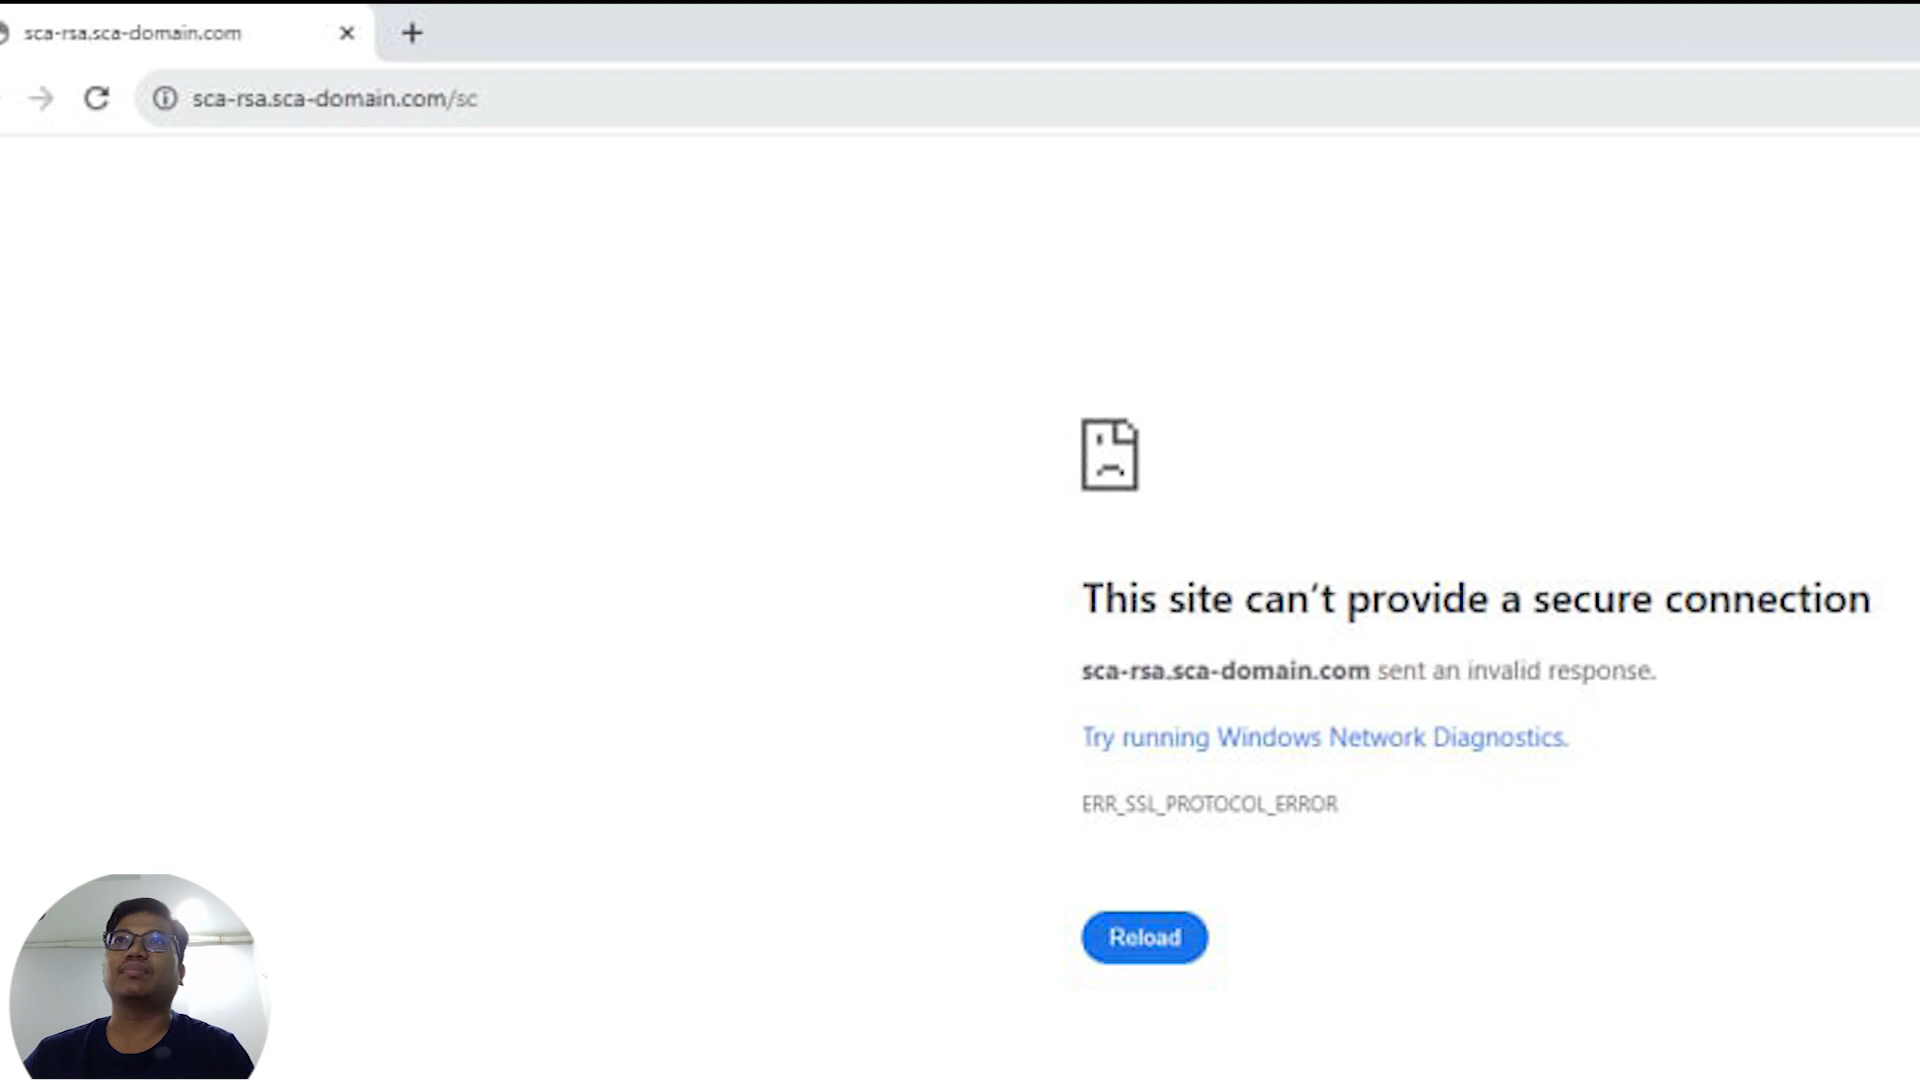 sca-rsa.sca-domain.com
sca-rsa.sca-domain.com/sc
This site can't provide a secure connection
sca-rsa.sca-domain.com sent an invalid response.
Try running Windows Network Diagnostics.
ERR_SSL_PROTOCOL_ERROR
Reload